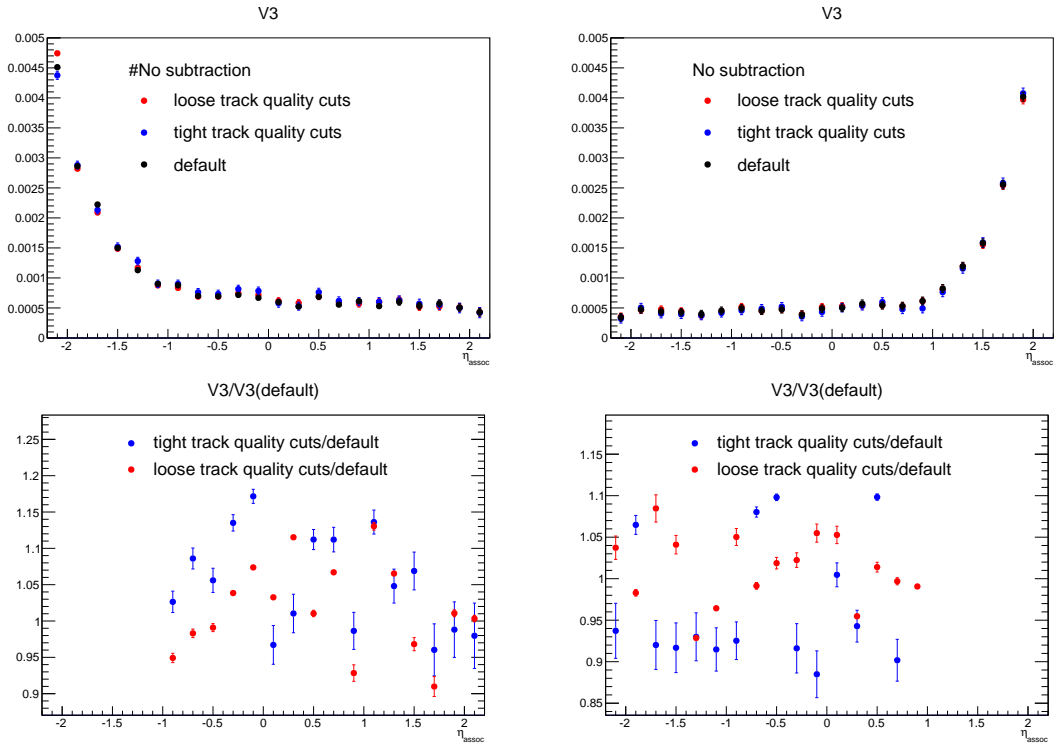 V3
0.005
0.0045
0.004
0.0035
0.003
0.0025
0.002
0.0015
0.001
0.0005
0
#No subtraction
loose track quality cuts
tight track quality cuts
default
-2 -1.5 -1 -0.5 0 0.5 1 1.5 2
ηassoc
V3
0.005
0.0045
0.004
0.0035
0.003
0.0025
0.002
0.0015
0.001
0.0005
0
No subtraction
loose track quality cuts
tight track quality cuts
default
-2 -1.5 -1 -0.5 0 0.5 1 1.5 2
ηassoc
V3/V3(default)
1.25
1.2
1.15
1.1
1.05
1
0.95
0.9
tight track quality cuts/default
loose track quality cuts/default
-2 -1.5 -1 -0.5 0 0.5 1 1.5 2
ηassoc
V3/V3(default)
1.15
1.1
1.05
1
0.95
0.9
0.85
tight track quality cuts/default
loose track quality cuts/default
-2 -1.5 -1 -0.5 0 0.5 1 1.5 2
ηassoc